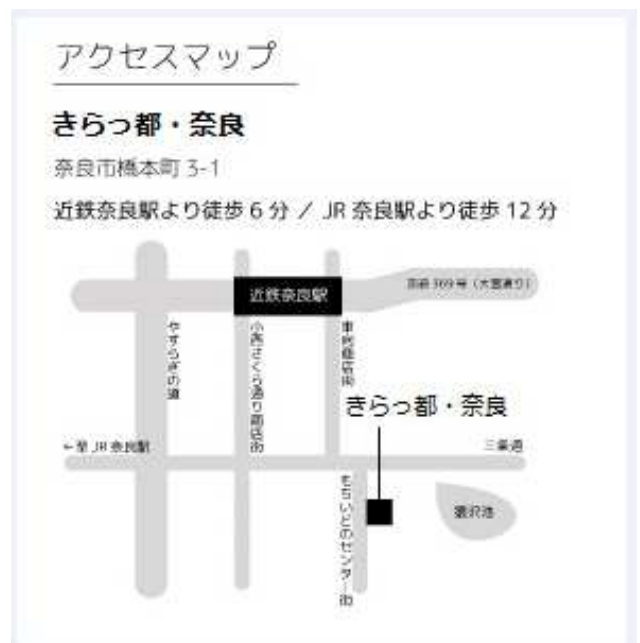 アクセスマップ
きらっ都・奈良
奈良市橋本町 3-1
近鉄奈良駅より徒歩 6 分 / JR 奈良駅より徒歩 12 分
近鉄奈良駅
国道 369 号 (大宮通り)
やすらぎの道
小西さくら通り商店街
東向商店街
きらっ都・奈良
←至 JR 奈良駅
三条通
もちいどのセンター街
猿沢池